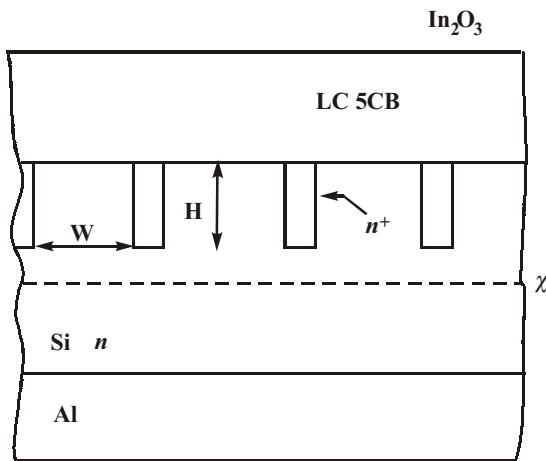 In₂O₃
LC 5CB
H
n⁺
W
χ
Si n
Al